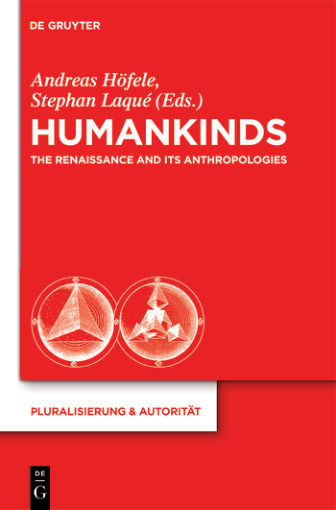 DE GRUYTER
Andreas Höfele,
Stephan Laqué (Eds.)
HUMANKINDS
THE RENAISSANCE AND ITS ANTHROPOLOGIES
PLURALISIERUNG & AUTORITÄT
DE
G